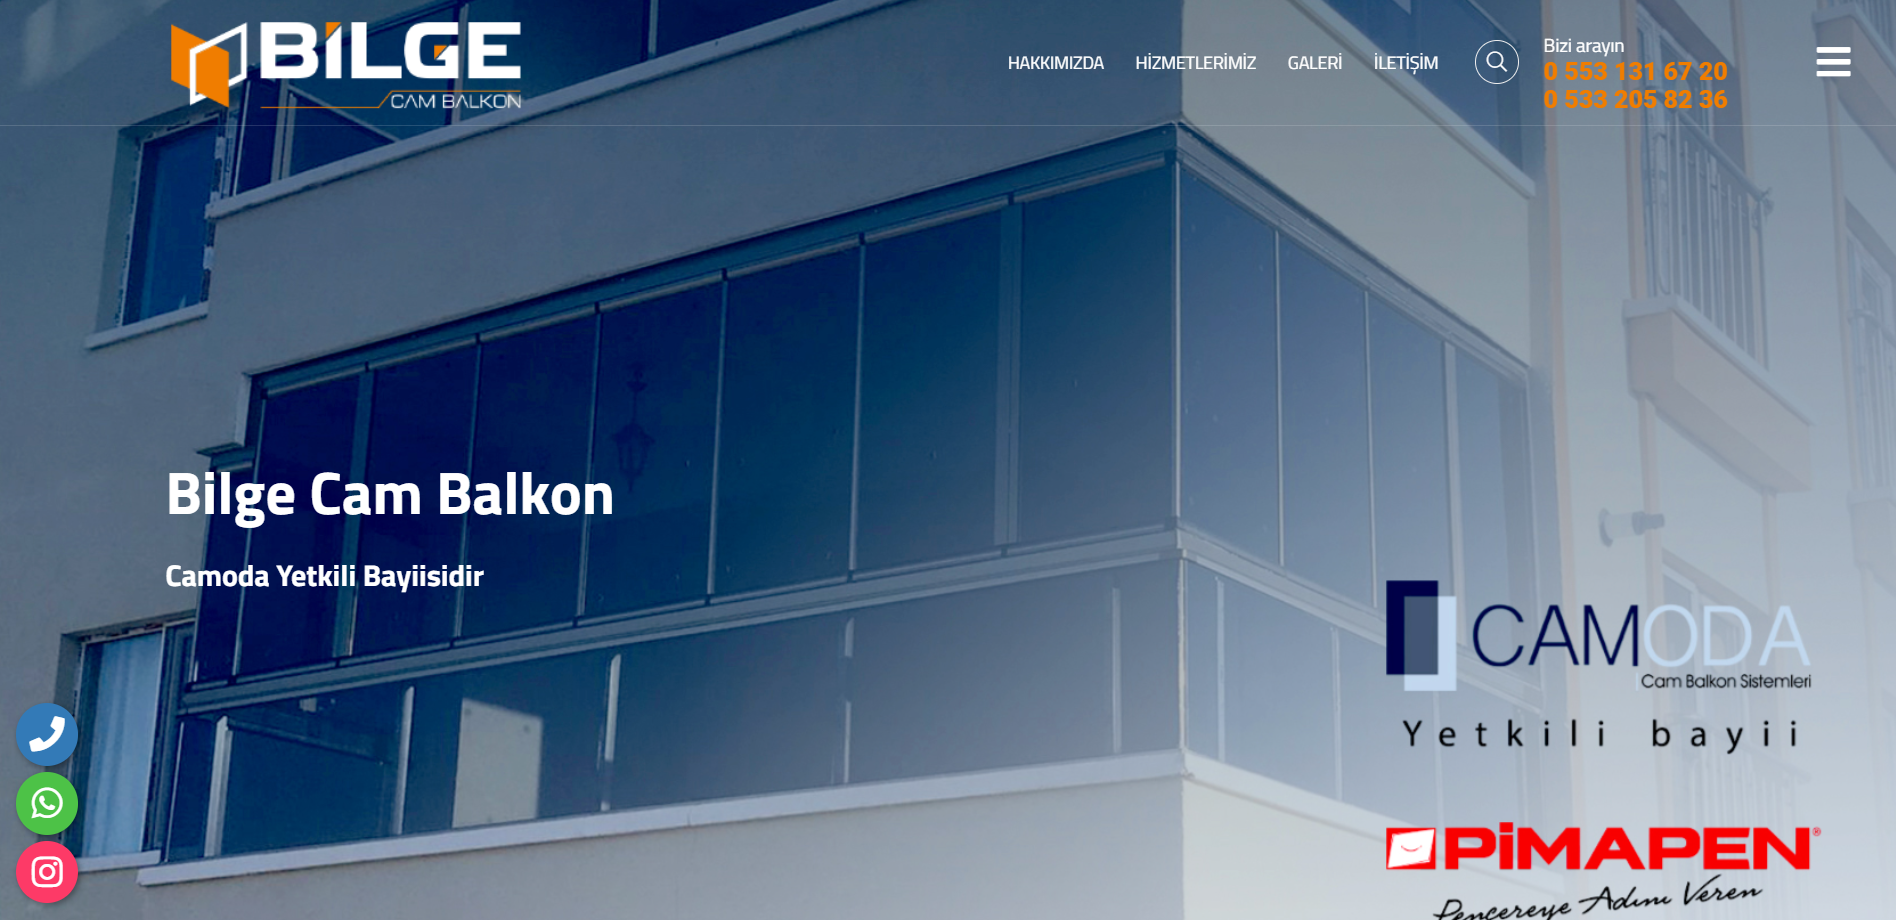 BİLGE
CAM BALKON
HAKKIMIZDA
HİZMETLERİMİZ
GALERİ
İLETİŞİM
Bizi arayın
0 553 131 67 20
0 533 205 82 36
Bilge Cam Balkon
Camoda Yetkili Bayiisidir
CAMODA
Cam Balkon Sistemleri
Yetkili bayii
PİMAPEN®
Pencereye Adını Veren